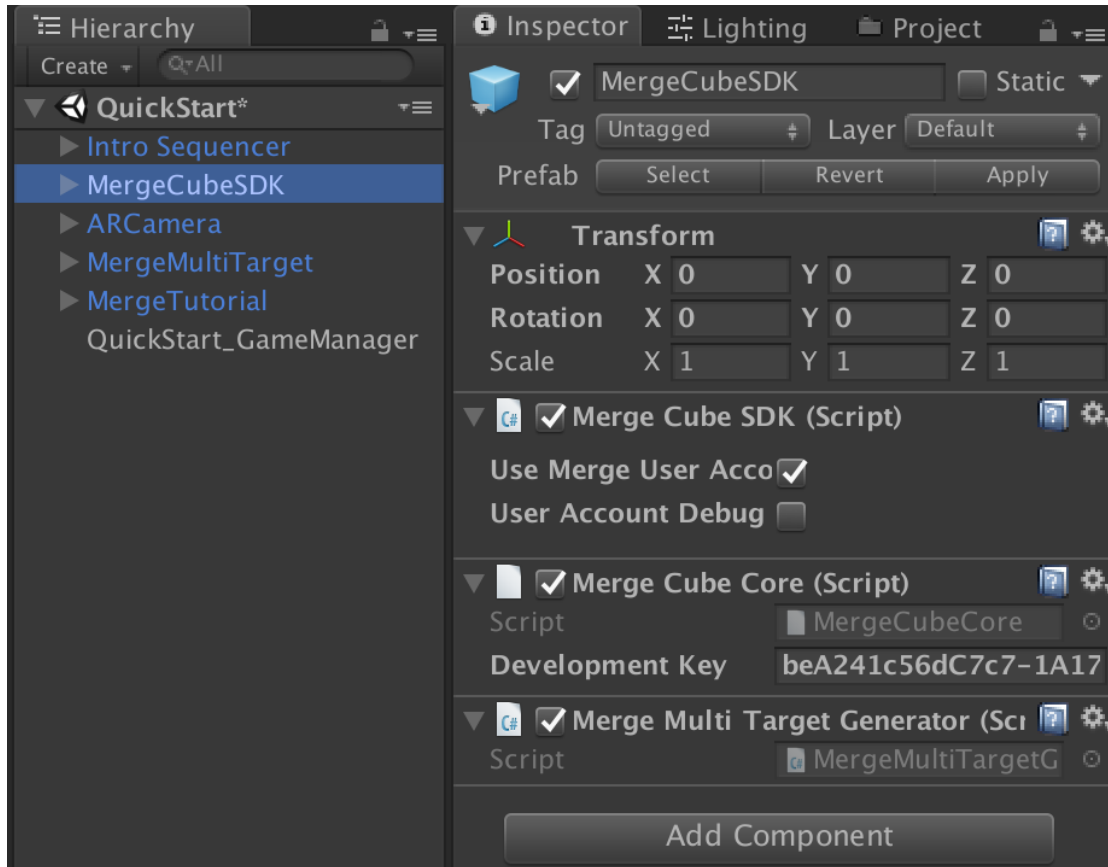 Hierarchy
Create
All
QuickStart*
Intro Sequencer
MergeCubeSDK
ARCamera
MergeMultiTarget
MergeTutorial
QuickStart_GameManager
Inspector Lighting Project
MergeCubeSDK Static
Tag Untagged Layer Default
Prefab Select Revert Apply
Transform
Position X 0 Y 0 Z 0
Rotation X 0 Y 0 Z 0
Scale X 1 Y 1 Z 1
C# Merge Cube SDK (Script)
Use Merge User Acco
User Account Debug
Merge Cube Core (Script)
Script MergeCubeCore
Development Key beA241c56dC7c7-1A17
C# Merge Multi Target Generator (Scr
Script C# MergeMultiTargetG
Add Component